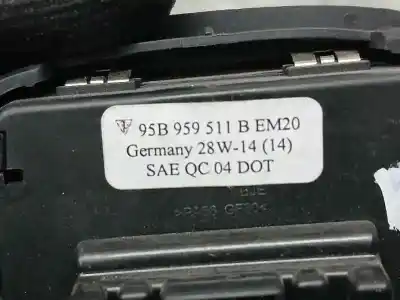 95B 959 511 B EM20
Germany 28W-14 (14)
SAE QC 04 DOT